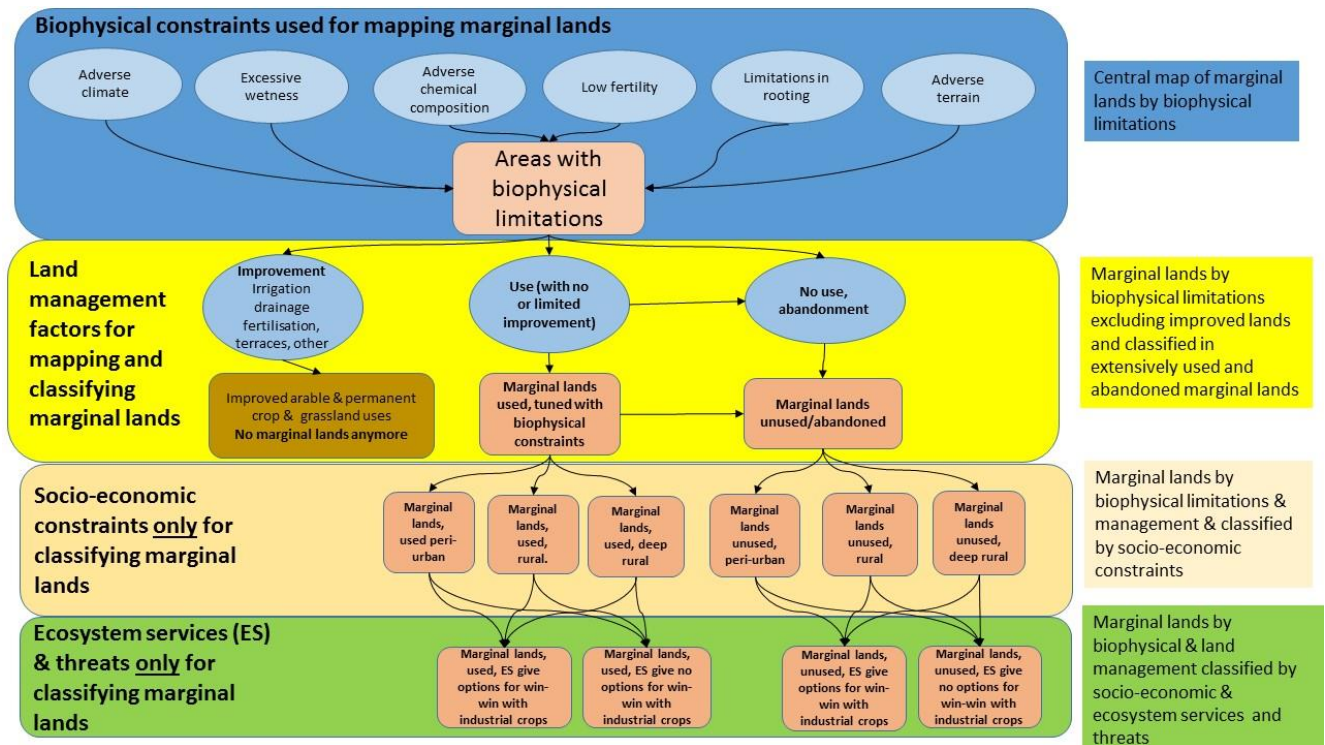 Biophysical constraints used for mapping marginal lands
Adverse
climate
Excessive
wetness
Adverse
chemical
composition
Low fertility
Limitations in
rooting
Adverse
terrain
Areas with
biophysical
limitations
Central map of marginal
lands by biophysical
limitations
Land
management
factors for
mapping and
classifying
marginal lands
Improvement
Irrigation
drainage
fertilisation,
terraces, other
Use (with no
or limited
improvement)
No use,
abandonment
Improved arable & permanent
crop & grassland uses
No marginal lands anymore
Marginal lands
used, tuned with
biophysical
constraints
Marginal lands
unused/abandoned
Marginal lands by
biophysical limitations
excluding improved lands
and classified in
extensively used and
abandoned marginal lands
Socio-economic
constraints only for
classifying marginal
lands
Marginal
lands,
used peri-
urban
Marginal
lands,
used,
rural.
Marginal
lands,
used, deep
rural
Marginal
lands
unused,
peri-urban
Marginal
lands
unused,
rural
Marginal
lands
unused,
deep rural
Marginal lands by
biophysical limitations &
management & classified
by socio-economic
constraints
Ecosystem services (ES)
& threats only for
classifying marginal
lands
Marginal lands,
used, ES give
options for win-
win with
industrial crops
Marginal lands,
used, ES give no
options for win-
win with
industrial crops
Marginal lands,
unused, ES give
options for win-
win with
industrial crops
Marginal lands,
unused, ES give
no options for
win-win with
industrial crops
Marginal lands by
biophysical & land
management classified by
socio-economic &
ecosystem services and
threats